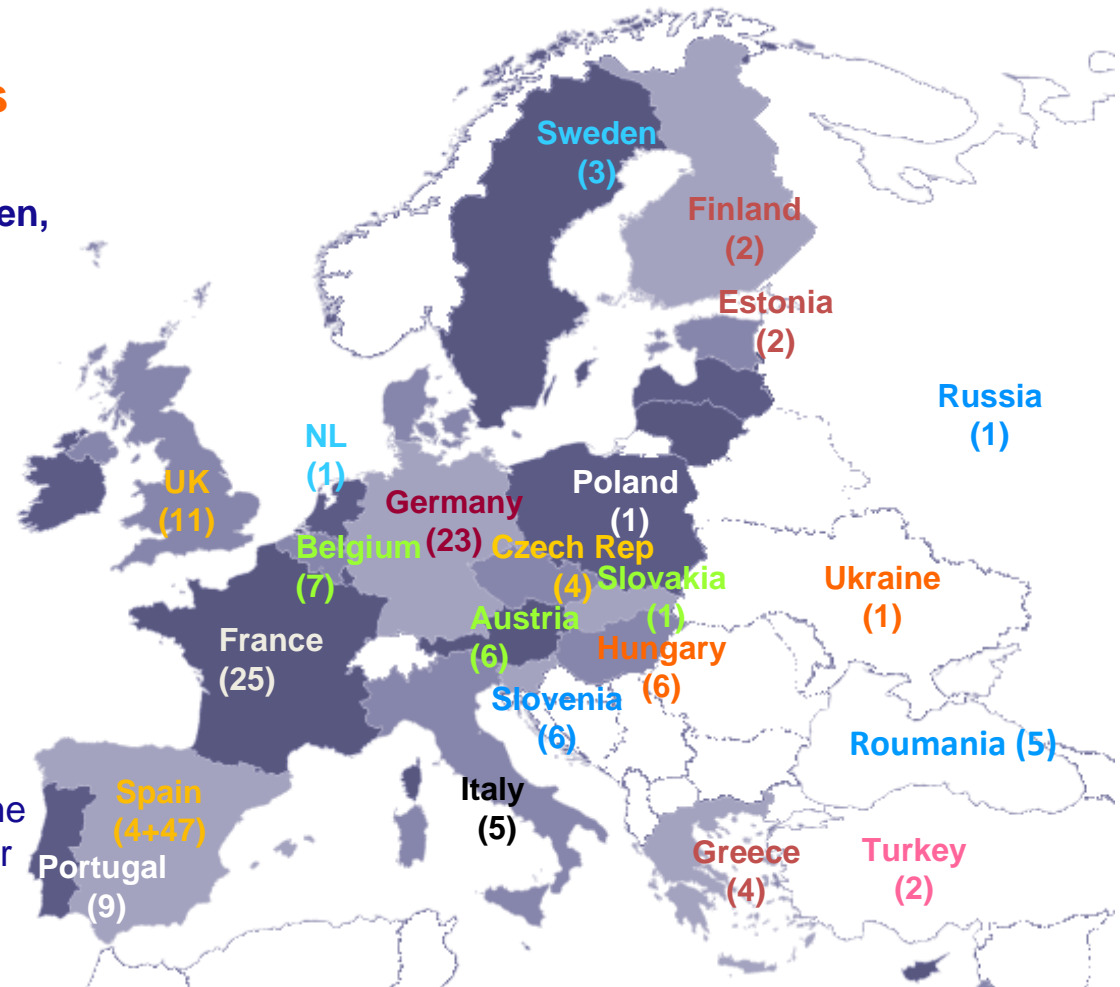 s
en,
Sweden
(3)
Finland
(2)
Estonia
(2)
Russia
(1)
NL
(1)
UK
(11)
Germany
(23)
Poland
(1)
Belgium
(7)
Czech Rep
(4)
Slovakia
(1)
Ukraine
(1)
Austria
(6)
France
(25)
Hungary
(6)
Slovenia
(6)
Roumania (5)
Spain
(4+47)
Italy
(5)
ne
r
Portugal
(9)
Greece
(4)
Turkey
(2)